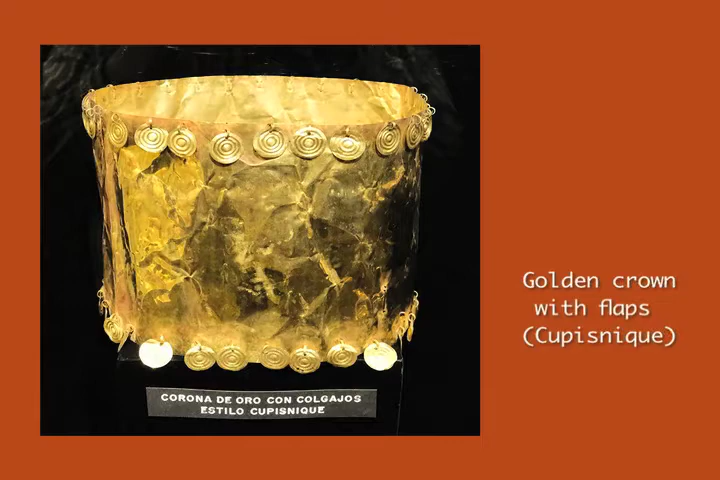 Golden crown
with flaps
(Cupisnique)
CORONA DE ORO CON COLGAJOS
ESTILO CUPISNIQUE